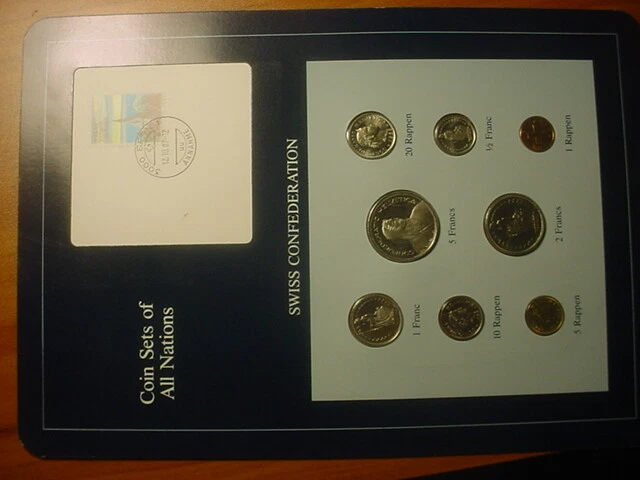 SWISS CONFEDERATION
Coin Sets of
All Nations
1 Rappen
½ Franc
20 Rappen
2 Francs
5 Francs
5 Rappen
10 Rappen
1 Franc
ANNAHME